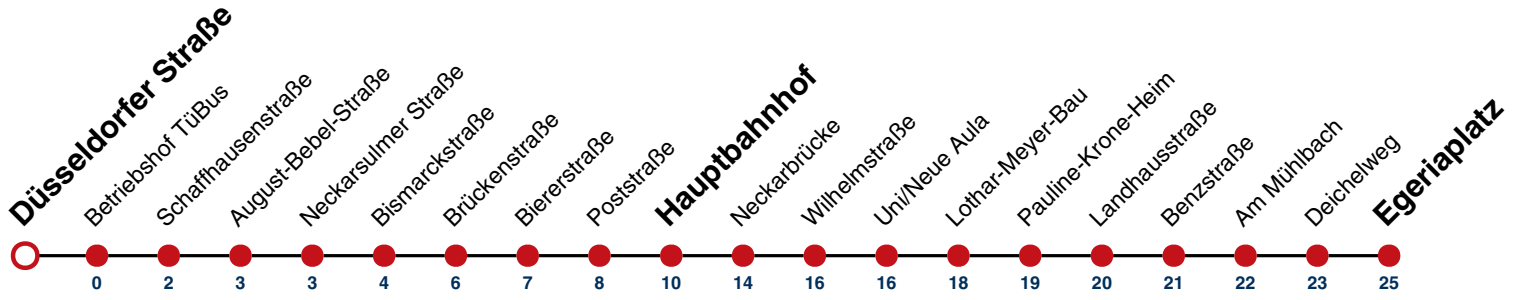 Düsseldorfer Straße
Betriebshof TüBus
Schaffhausenstraße
August-Bebel-Straße
Neckarsulmer Straße
Bismarckstraße
Brückenstraße
Biererstraße
Poststraße
Hauptbahnhof
Neckarbrücke
Wilhelmstraße
Uni/Neue Aula
Lothar-Meyer-Bau
Pauline-Krone-Heim
Landhausstraße
Benzstraße
Am Mühlbach
Deichelweg
Egeriaplatz
0 2 3 3 4 6 7 8 10 14 16 16 18 19 20 21 22 23 25